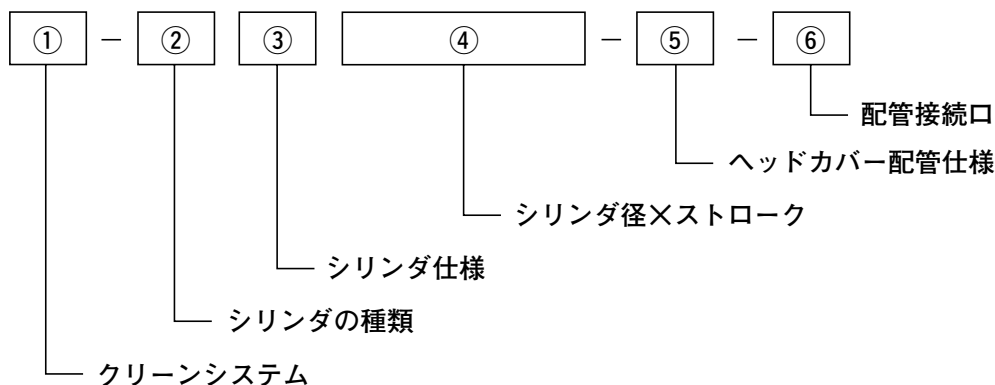 ① － ② ③ ④ － ⑤ － ⑥
配管接続口
ヘッドカバー配管仕様
シリンダ径×ストローク
シリンダ仕様
シリンダの種類
クリーンシステム